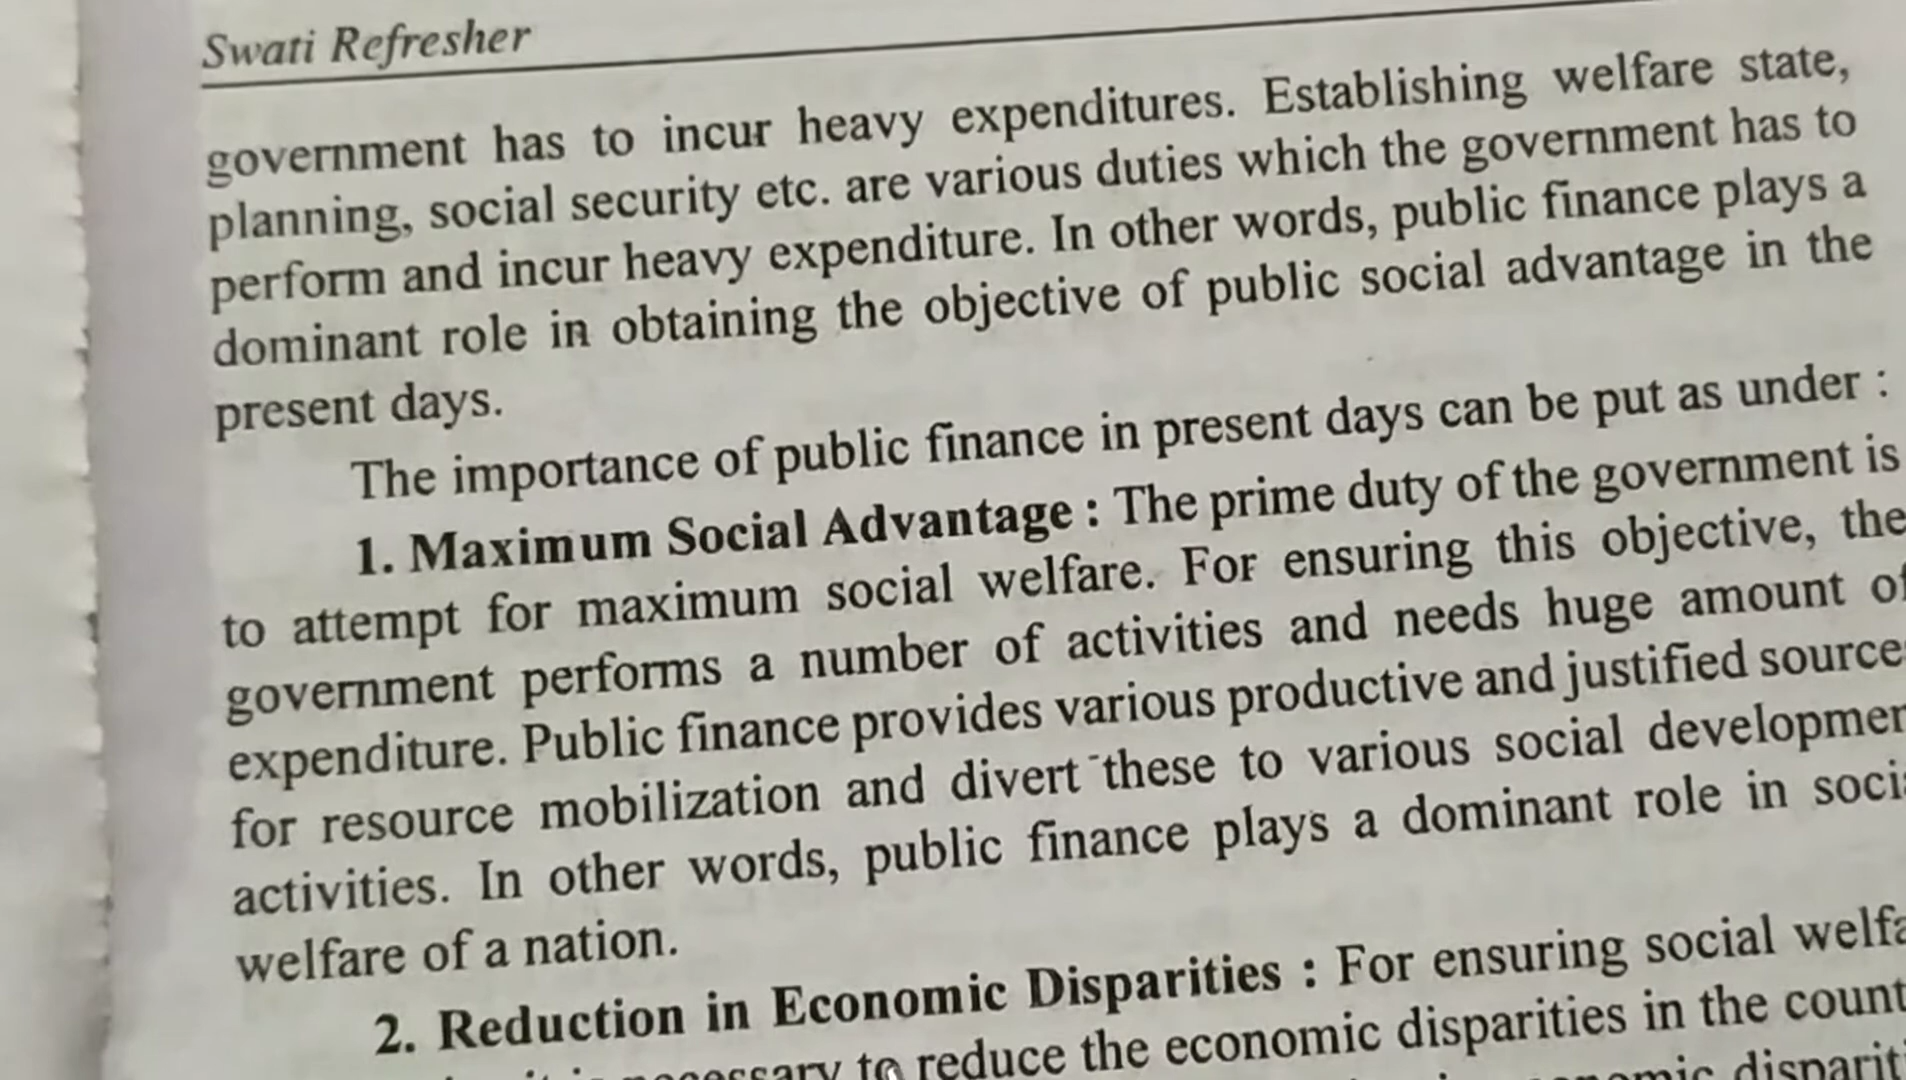 Swati Refresher
government has to incur heavy expenditures. Establishing welfare state,
planning, social security etc. are various duties which the government has to
perform and incur heavy expenditure. In other words, public finance plays a
dominant role in obtaining the objective of public social advantage in the
present days.
The importance of public finance in present days can be put as under :
1. Maximum Social Advantage : The prime duty of the government is
to attempt for maximum social welfare. For ensuring this objective, the
government performs a number of activities and needs huge amount of
expenditure. Public finance provides various productive and justified source
for resource mobilization and divert these to various social developmen
activities. In other words, public finance plays a dominant role in soci
welfare of a nation.
2. Reduction in Economic Disparities : For ensuring social welfa
necessary to reduce the economic disparities in the count
disparit